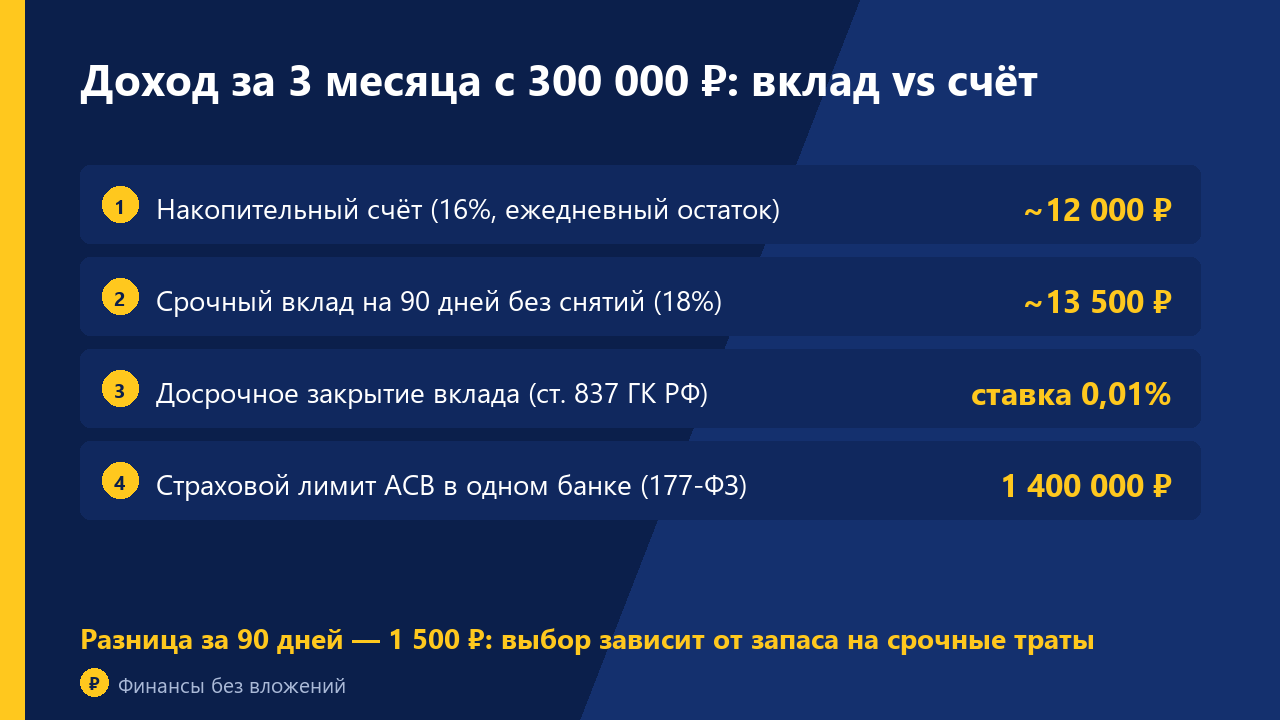 Доход за 3 месяца с 300 000 ₽: вклад vs счёт
1 Накопительный счёт (16%, ежедневный остаток) ~12 000 ₽
2 Срочный вклад на 90 дней без снятий (18%) ~13 500 ₽
3 Досрочное закрытие вклада (ст. 837 ГК РФ) ставка 0,01%
4 Страховой лимит АСВ в одном банке (177-ФЗ) 1 400 000 ₽
Разница за 90 дней — 1 500 ₽: выбор зависит от запаса на срочные траты
₽ Финансы без вложений